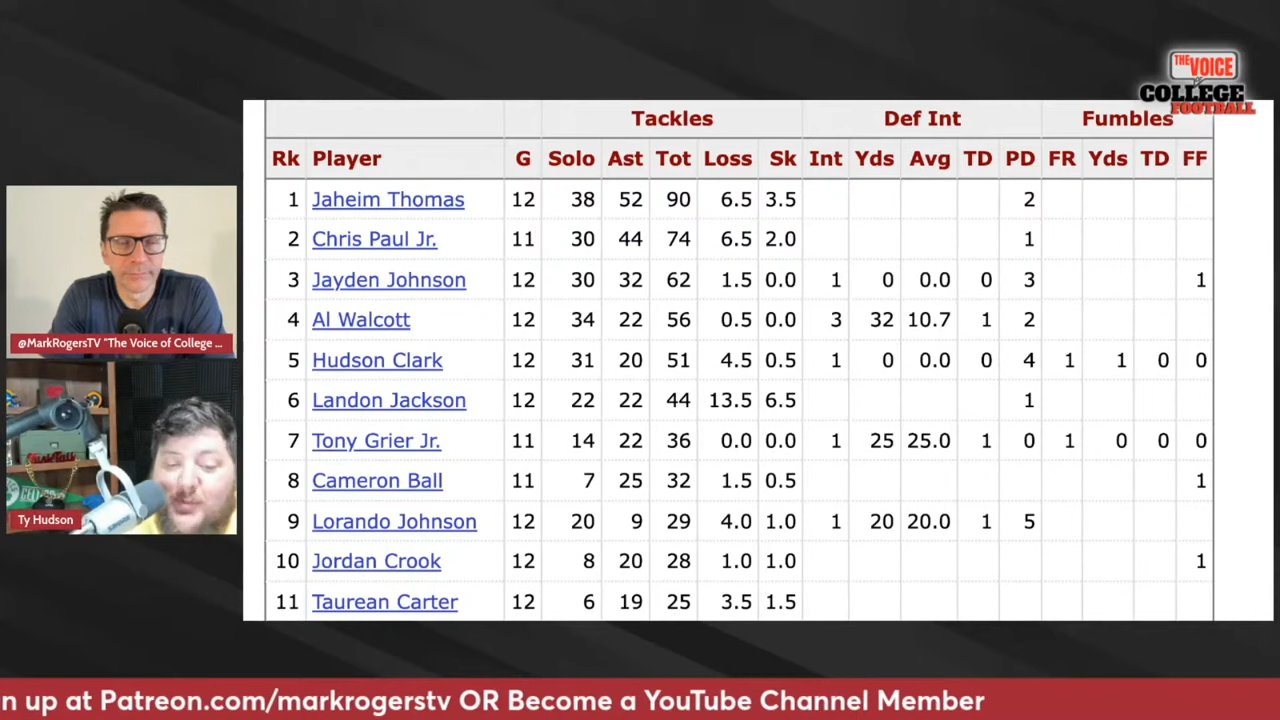 THE VOICE
for
COLLEGE
FOOTBALL
Tackles Def Int Fumbles
Rk Player G Solo Ast Tot Loss Sk Int Yds Avg TD PD FR Yds TD FF
1 Jaheim Thomas 12 38 52 90 6.5 3.5 2
2 Chris Paul Jr. 11 30 44 74 6.5 2.0 1
3 Jayden Johnson 12 30 32 62 1.5 0.0 1 0 0.0 0 3 1
4 Al Walcott 12 34 22 56 0.5 0.0 3 32 10.7 1 2
5 Hudson Clark 12 31 20 51 4.5 0.5 1 0 0.0 0 4 1 1 0 0
6 Landon Jackson 12 22 22 44 13.5 6.5 1
7 Tony Grier Jr. 11 14 22 36 0.0 0.0 1 25 25.0 1 0 1 0 0 0
8 Cameron Ball 11 7 25 32 1.5 0.5 1
9 Lorando Johnson 12 20 9 29 4.0 1.0 1 20 20.0 1 5
10 Jordan Crook 12 8 20 28 1.0 1.0 1
11 Taurean Carter 12 6 19 25 3.5 1.5
@MarkRogersTV "The Voice of College ...
Ty Hudson
n up at Patreon.com/markrogerstv OR Become a YouTube Channel Member